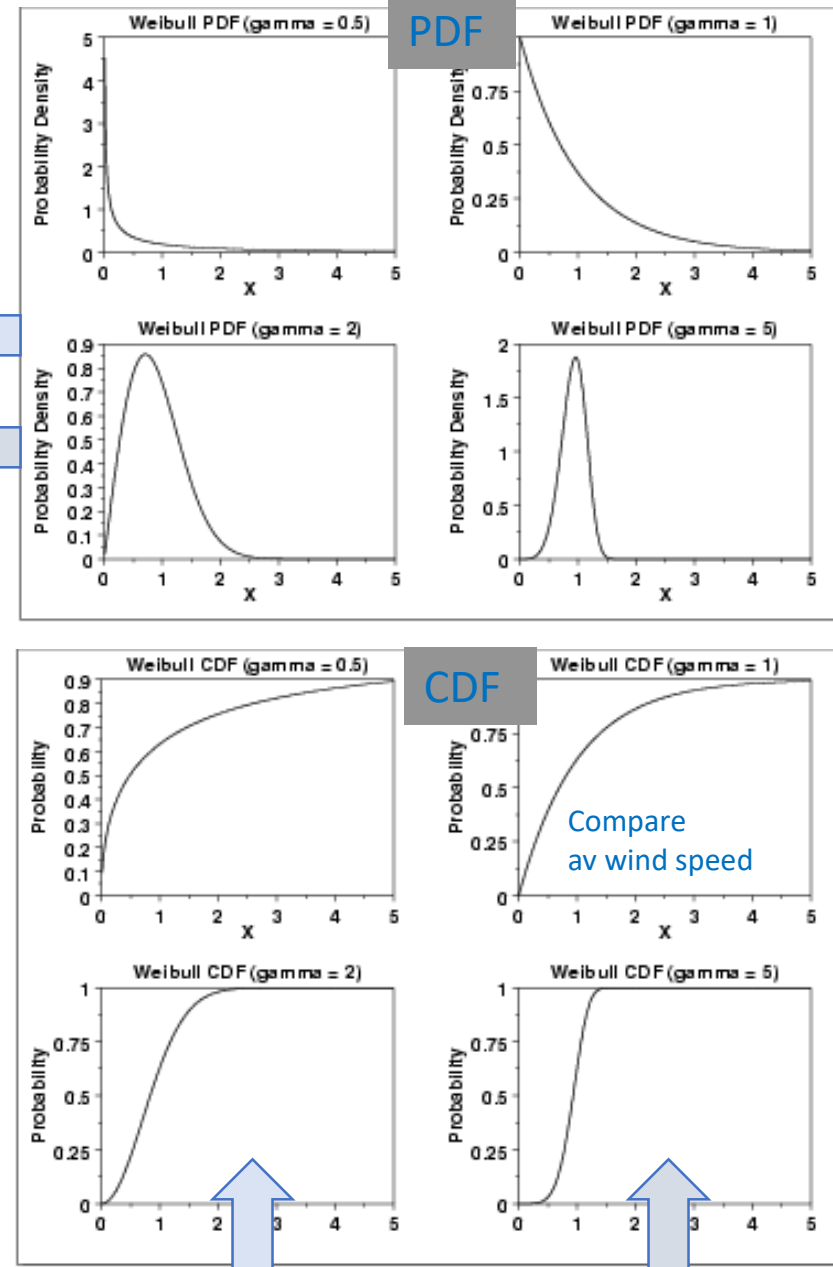 Weibull PDF (gamma = 0.5)
PDF
Weibull PDF (gamma = 1)
Probability Density
5
4
3
2
1
0
0 1 2 3 4 5
X
Probability Density
0.75
0.5
0.25
0
0 1 2 3 4 5
X
Weibull PDF (gamma = 2)
Probability Density
0.9
0.8
0.7
0.6
0.5
0.4
0.3
0.2
0.1
0
0 1 2 3 4 5
X
Weibull PDF (gamma = 5)
Probability Density
2
1.5
1
0.5
0
0 1 2 3 4 5
X
Weibull CDF (gamma = 0.5)
CDF
Weibull CDF (gamma = 1)
Probability
0.9
0.8
0.7
0.6
0.5
0.4
0.3
0.2
0.1
0
0 1 2 3 4 5
X
Probability
0.75
0.5
0.25
0
Compare
av wind speed
0 1 2 3 4 5
X
Weibull CDF (gamma = 2)
Probability
1
0.75
0.5
0.25
0
0 1 2 3 4 5
Weibull CDF (gamma = 5)
Probability
1
0.75
0.5
0.25
0
0 1 2 3 4 5